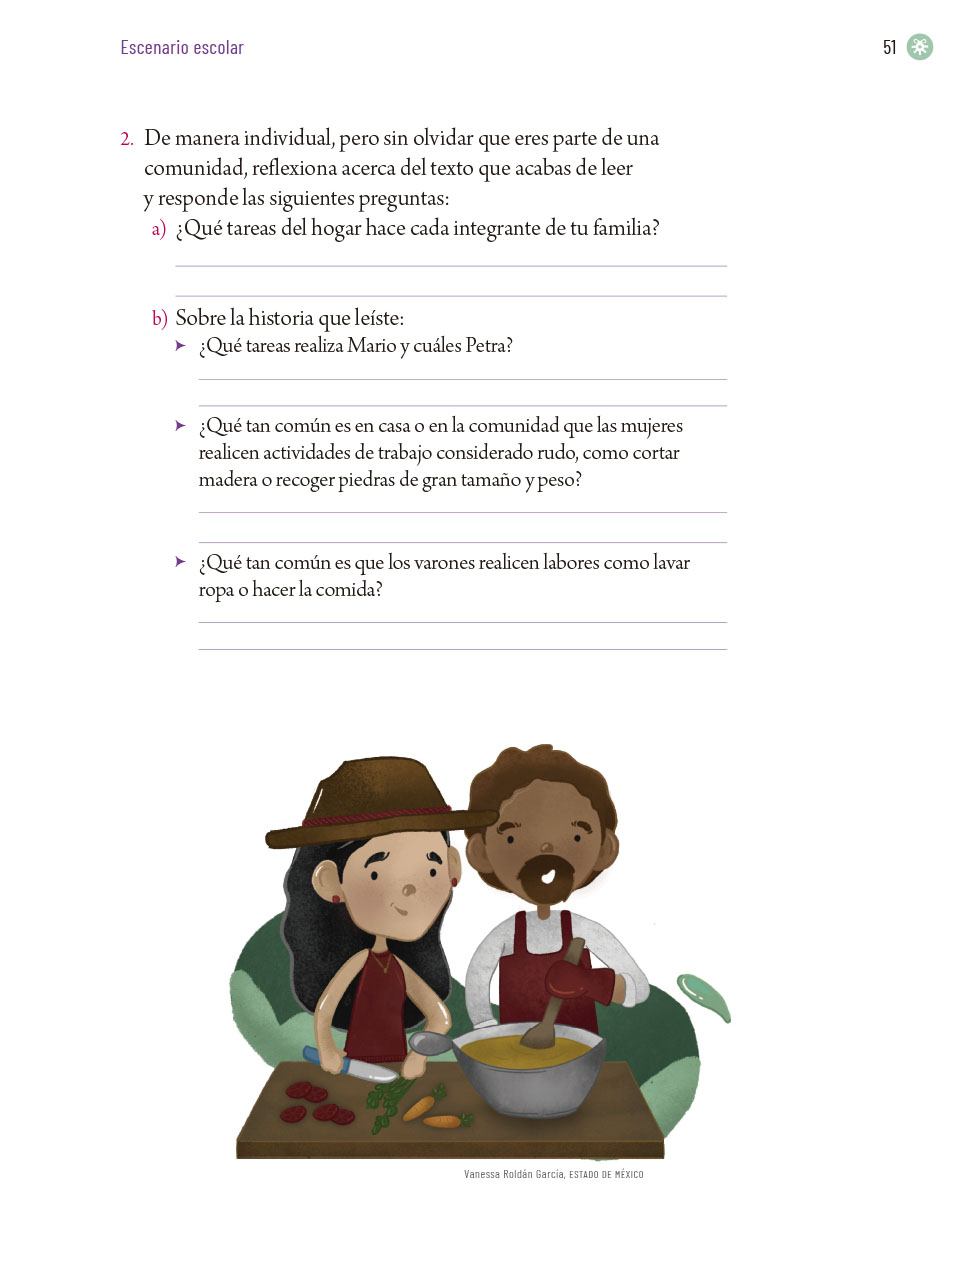 Escenario escolar
51
2. De manera individual, pero sin olvidar que eres parte de una
comunidad, reflexiona acerca del texto que acabas de leer
y responde las siguientes preguntas:
a) ¿Qué tareas del hogar hace cada integrante de tu familia?
b) Sobre la historia que leíste:
➤ ¿Qué tareas realiza Mario y cuáles Petra?
➤ ¿Qué tan común es en casa o en la comunidad que las mujeres
realicen actividades de trabajo considerado rudo, como cortar
madera o recoger piedras de gran tamaño y peso?
➤ ¿Qué tan común es que los varones realicen labores como lavar
ropa o hacer la comida?
Vanessa Roldán García, ESTADO DE MÉXICO